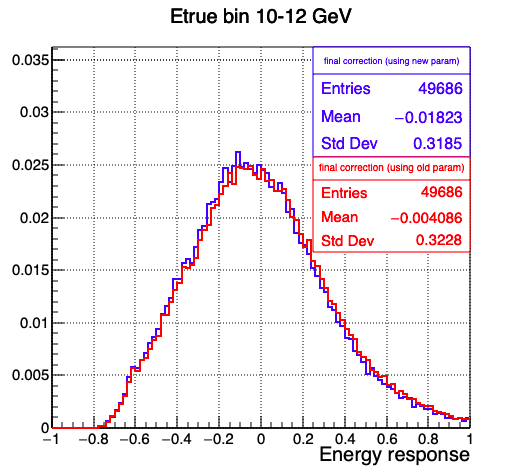 Etrue bin 10-12 GeV
final correction (using new param)
Entries 49686
Mean −0.01823
Std Dev 0.3185
final correction (using old param)
Entries 49686
Mean −0.004086
Std Dev 0.3228
0.035
0.03
0.025
0.02
0.015
0.01
0.005
0
−1 −0.8 −0.6 −0.4 −0.2 0 0.2 0.4 0.6 0.8 1
Energy response